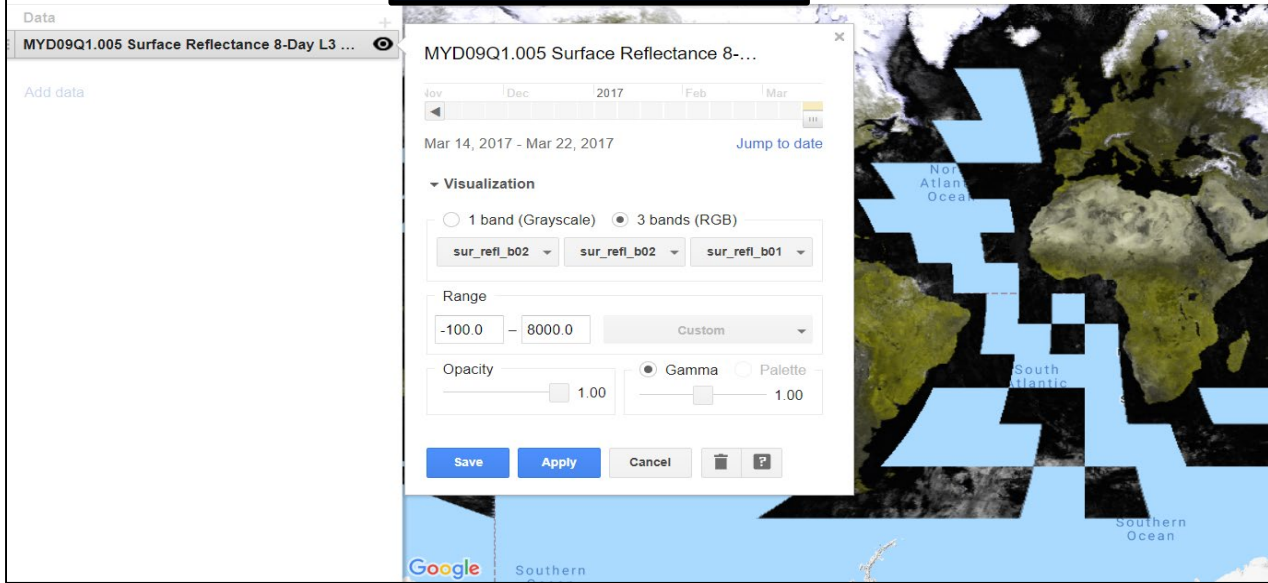 Data
+
MYD09Q1.005 Surface Reflectance 8-Day L3 ...
Add data
MYD09Q1.005 Surface Reflectance 8-...
Nov Dec 2017 Feb Mar
Mar 14, 2017 - Mar 22, 2017 Jump to date
Visualization
1 band (Grayscale) 3 bands (RGB)
sur_refl_b02 sur_refl_b02 sur_refl_b01
Range
-100.0 – 8000.0 Custom
Opacity Gamma Palette
1.00 1.00
Save Apply Cancel ?
Atlan
Ocea
South
Atlantic
Southern
Ocean
Google
Southern